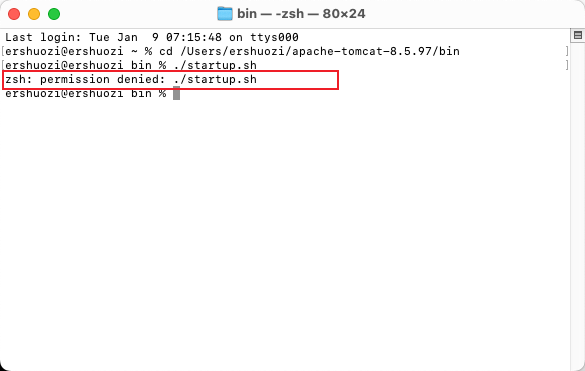 bin — -zsh — 80×24
Last login: Tue Jan  9 07:15:48 on ttys000
[ershuozi@ershuozi ~ % cd /Users/ershuozi/apache-tomcat-8.5.97/bin ]
[ershuozi@ershuozi bin % ./startup.sh ]
zsh: permission denied: ./startup.sh
ershuozi@ershuozi bin %